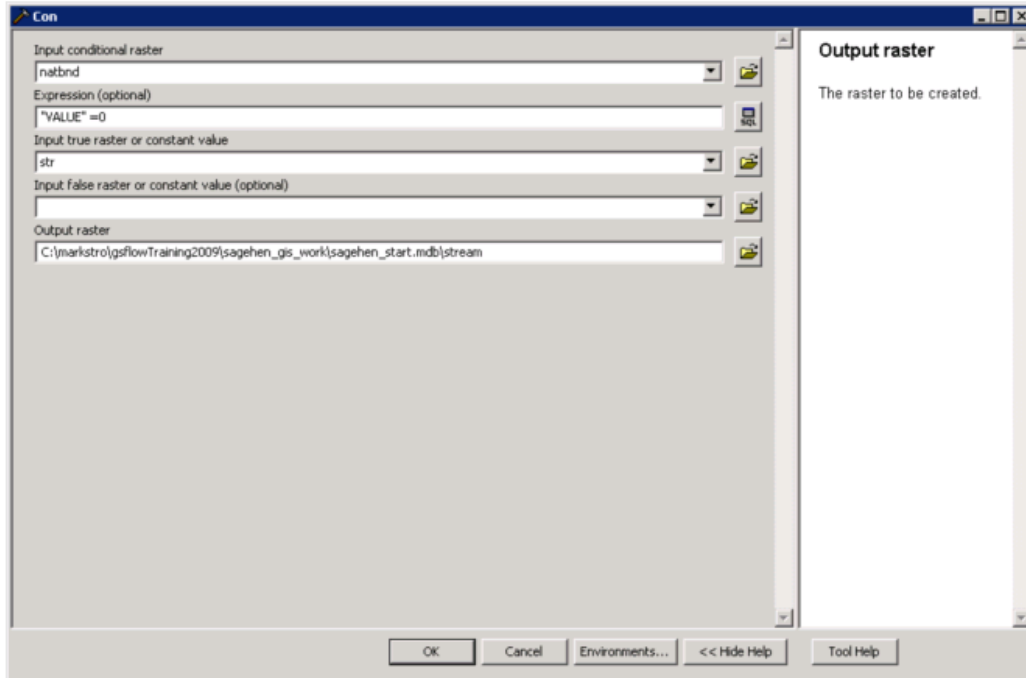 Con
Input conditional raster
natbnd
Expression (optional)
"VALUE" =0
SQL
Input true raster or constant value
str
Input false raster or constant value (optional)
Output raster
C:\markstro\gsflowTraining2009\sagehen_gis_work\sagehen_start.mdb\stream
Output raster
The raster to be created.
OK
Cancel
Environments...
<< Hide Help
Tool Help